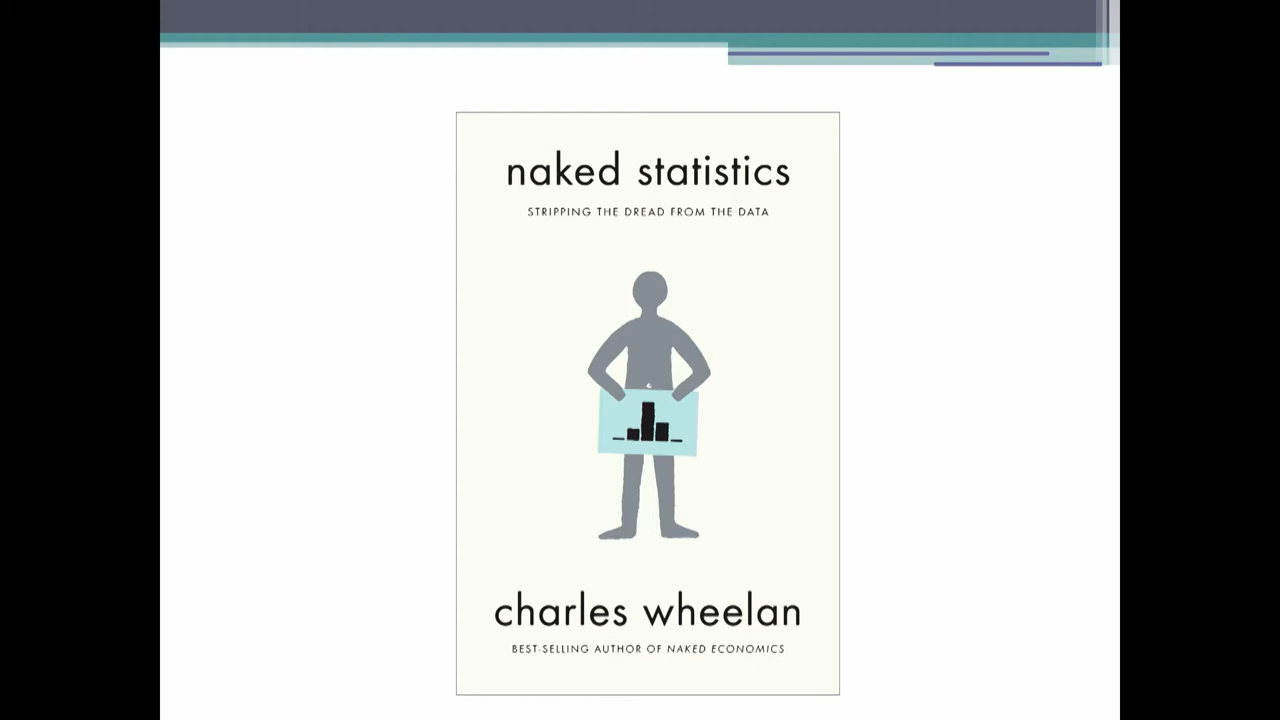 naked statistics
STRIPPING THE DREAD FROM THE DATA
charles wheelan
BEST-SELLING AUTHOR OF NAKED ECONOMICS